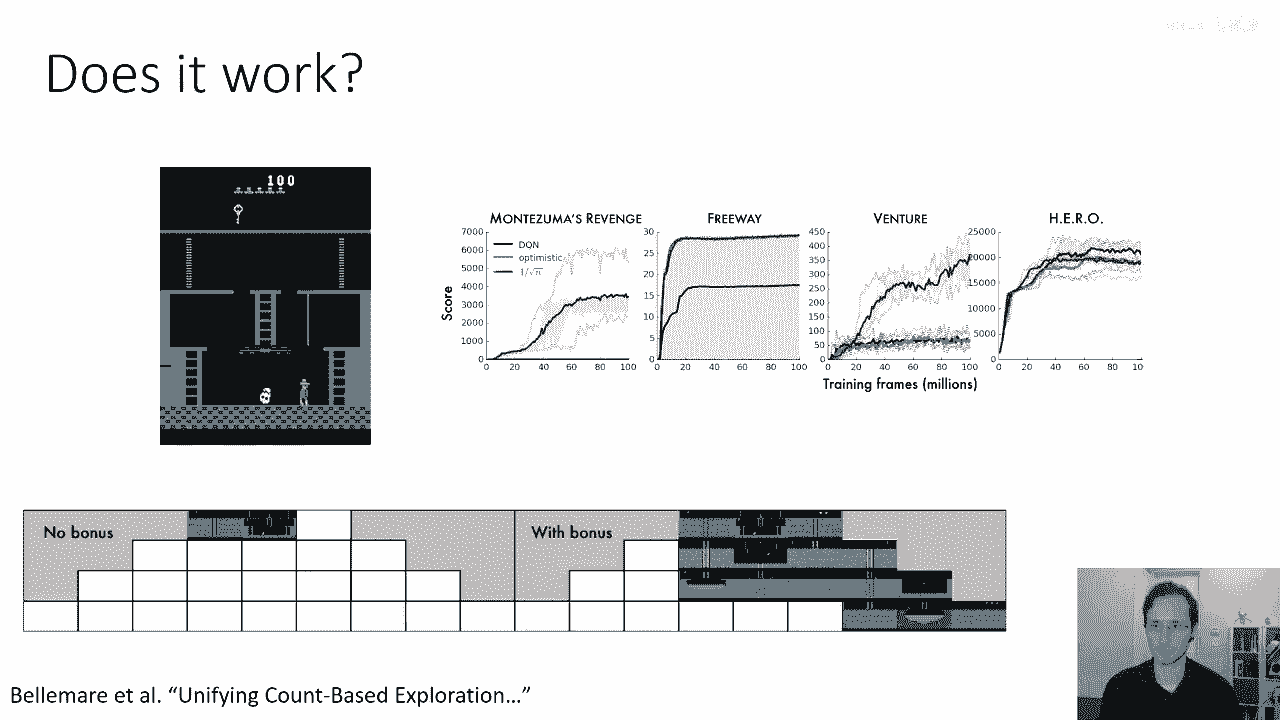 Does it work?
100
MONTEZUMA'S REVENGE
FREEWAY
VENTURE
H.E.R.O.
7000
6000
5000
4000
3000
2000
1000
0
DQN
optimistic
1/√n
Score
0 20 40 60 80 100
30
25
20
15
10
5
0
0 20 40 60 80 100
450
400
350
300
250
200
150
100
50
0
0 20 40 60 80 100
25000
20000
15000
10000
5000
0
0 20 40 60 80 10
Training frames (millions)
No bonus
With bonus
Bellemare et al. “Unifying Count-Based Exploration…”